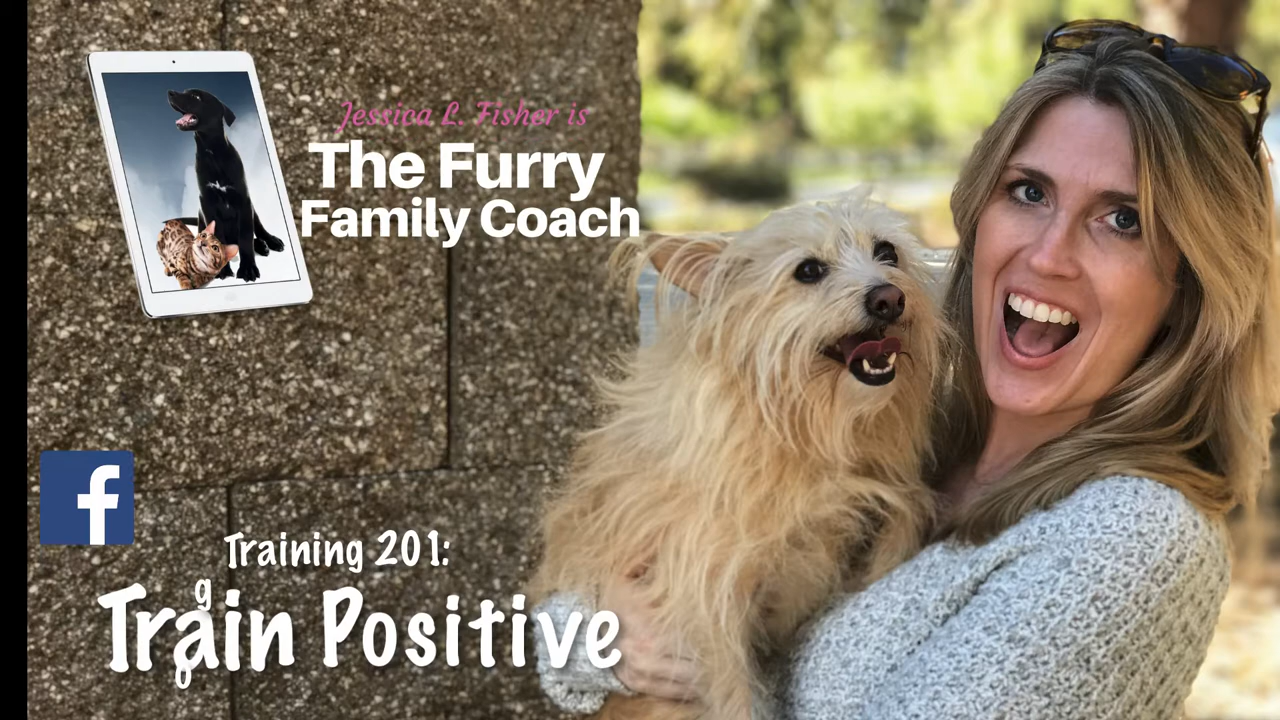 Jessica L. Fisher is
The Furry
Family Coach
f
Training 201:
Train Positive